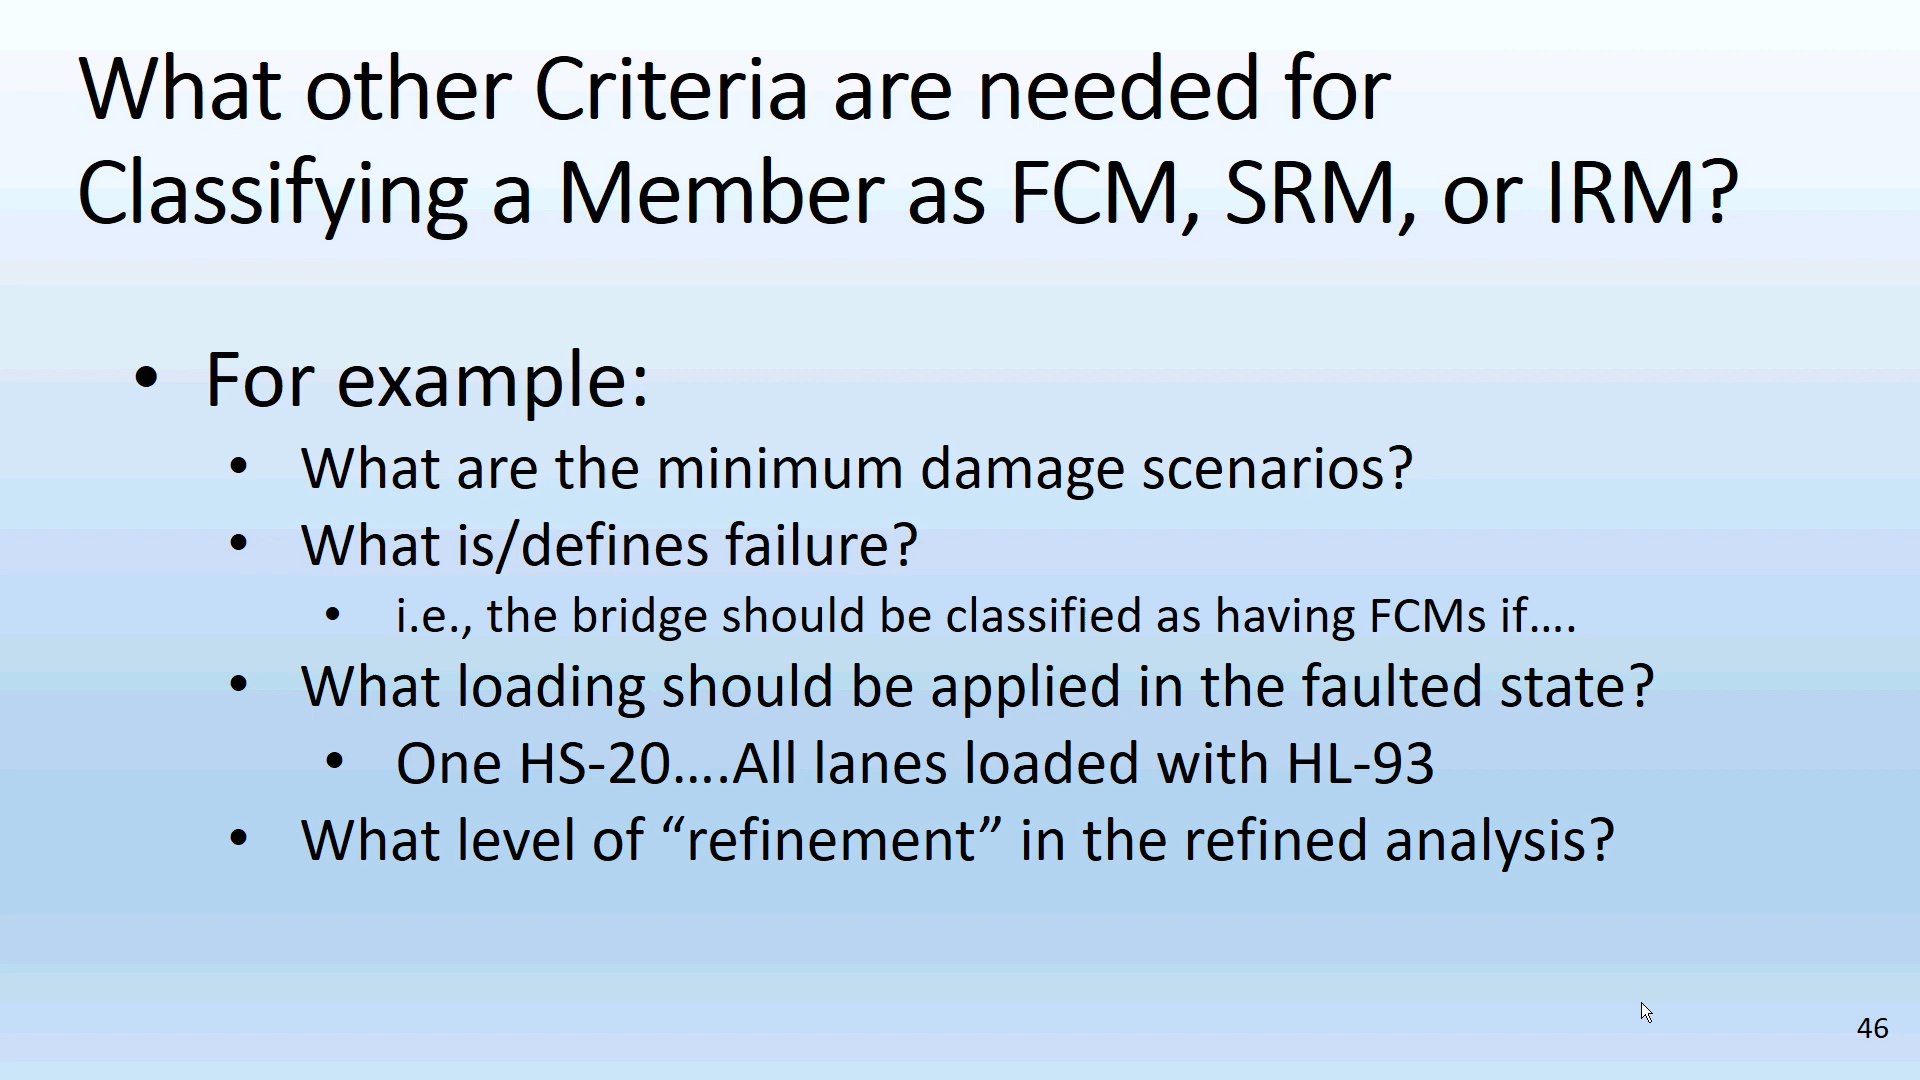 What other Criteria are needed for
Classifying a Member as FCM, SRM, or IRM?
• For example:
• What are the minimum damage scenarios?
• What is/defines failure?
• i.e., the bridge should be classified as having FCMs if….
• What loading should be applied in the faulted state?
• One HS-20….All lanes loaded with HL-93
• What level of “refinement” in the refined analysis?
46